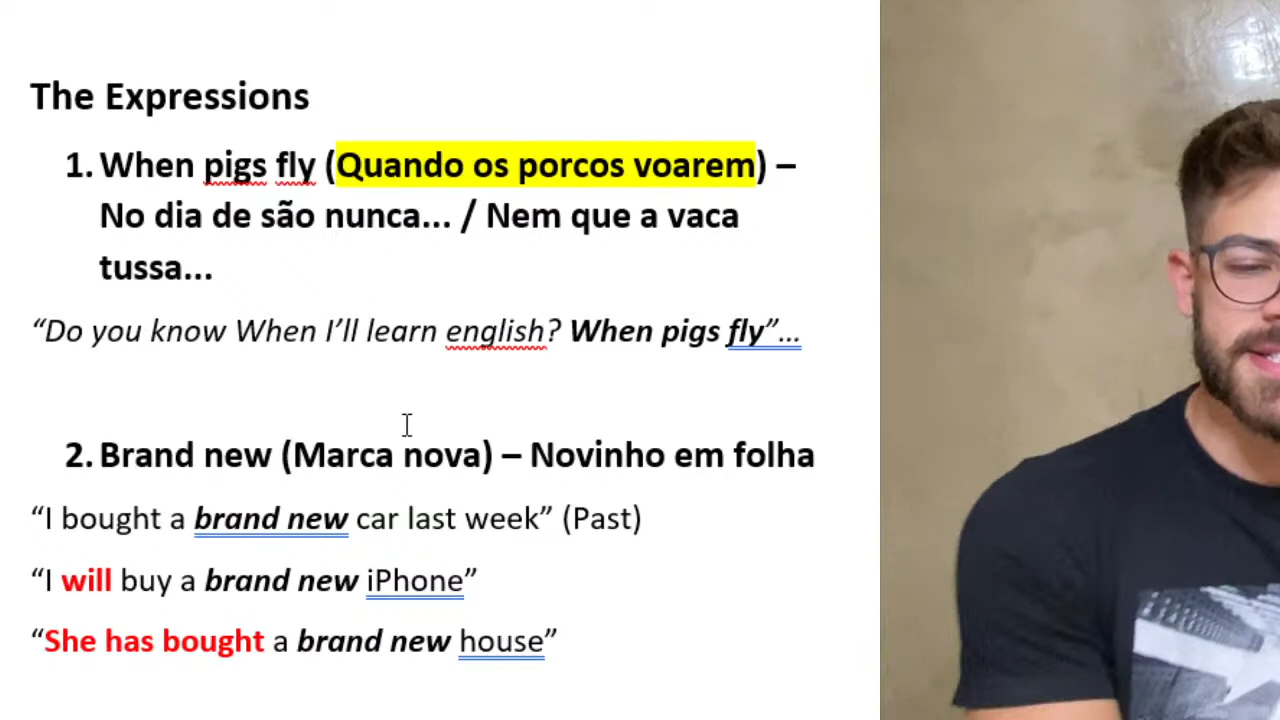 The Expressions
1. When pigs fly (Quando os porcos voarem) –
No dia de são nunca... / Nem que a vaca
tussa...
“Do you know When I’ll learn english? When pigs fly”...
2. Brand new (Marca nova) – Novinho em folha
“I bought a brand new car last week” (Past)
“I will buy a brand new iPhone”
“She has bought a brand new house”